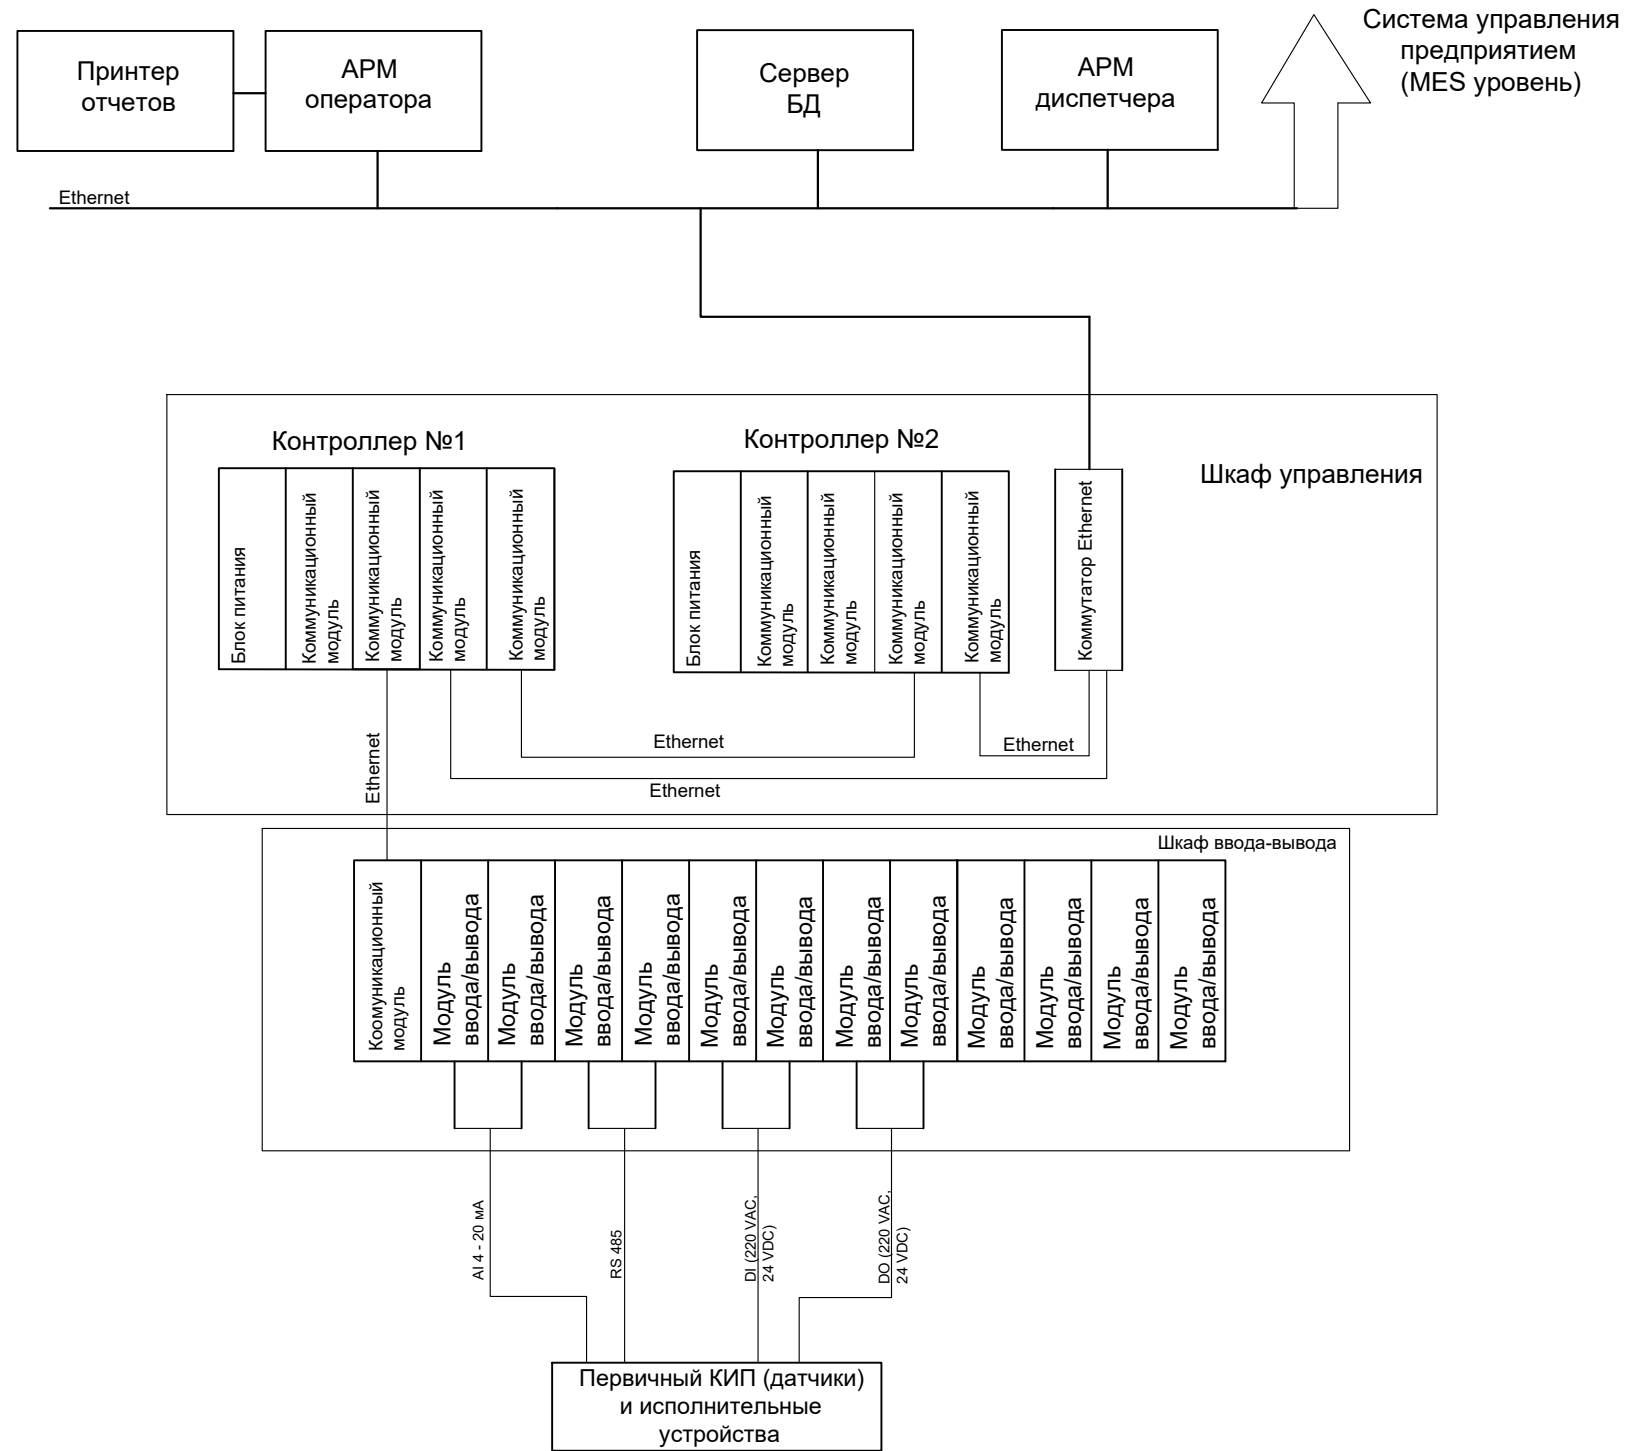 Система управления
предприятием
(MES уровень)
Принтер
отчетов
АРМ
оператора
Сервер
БД
АРМ
диспетчера
Ethernet
Контроллер №1
Контроллер №2
Шкаф управления
Блок питания
Коммуникационный
модуль
Коммуникационный
модуль
Коммуникационный
модуль
Коммуникационный
модуль
Блок питания
Коммуникационный
модуль
Коммуникационный
модуль
Коммуникационный
модуль
Коммуникационный
модуль
Коммутатор Ethernet
Ethernet
Ethernet
Ethernet
Ethernet
Шкаф ввода-вывода
Коомуникационный
модуль
Модуль
ввода/вывода
Модуль
ввода/вывода
Модуль
ввода/вывода
Модуль
ввода/вывода
Модуль
ввода/вывода
Модуль
ввода/вывода
Модуль
ввода/вывода
Модуль
ввода/вывода
Модуль
ввода/вывода
Модуль
ввода/вывода
Модуль
ввода/вывода
Модуль
ввода/вывода
AI 4 - 20 мА
RS 485
DI (220 VAC,
24 VDC)
DO (220 VAC,
24 VDC)
Первичный КИП (датчики)
и исполнительные
устройства